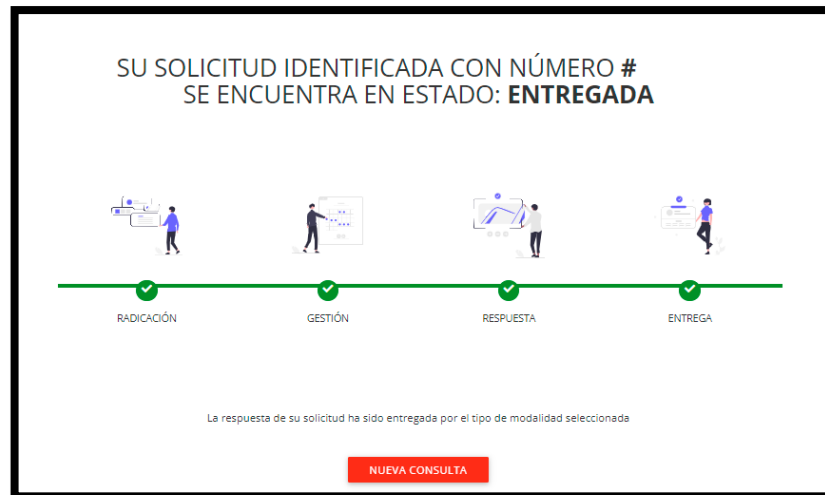 SU SOLICITUD IDENTIFICADA CON NÚMERO #
SE ENCUENTRA EN ESTADO: ENTREGADA
RADICACIÓN
GESTIÓN
RESPUESTA
ENTREGA
La respuesta de su solicitud ha sido entregada por el tipo de modalidad seleccionada
NUEVA CONSULTA